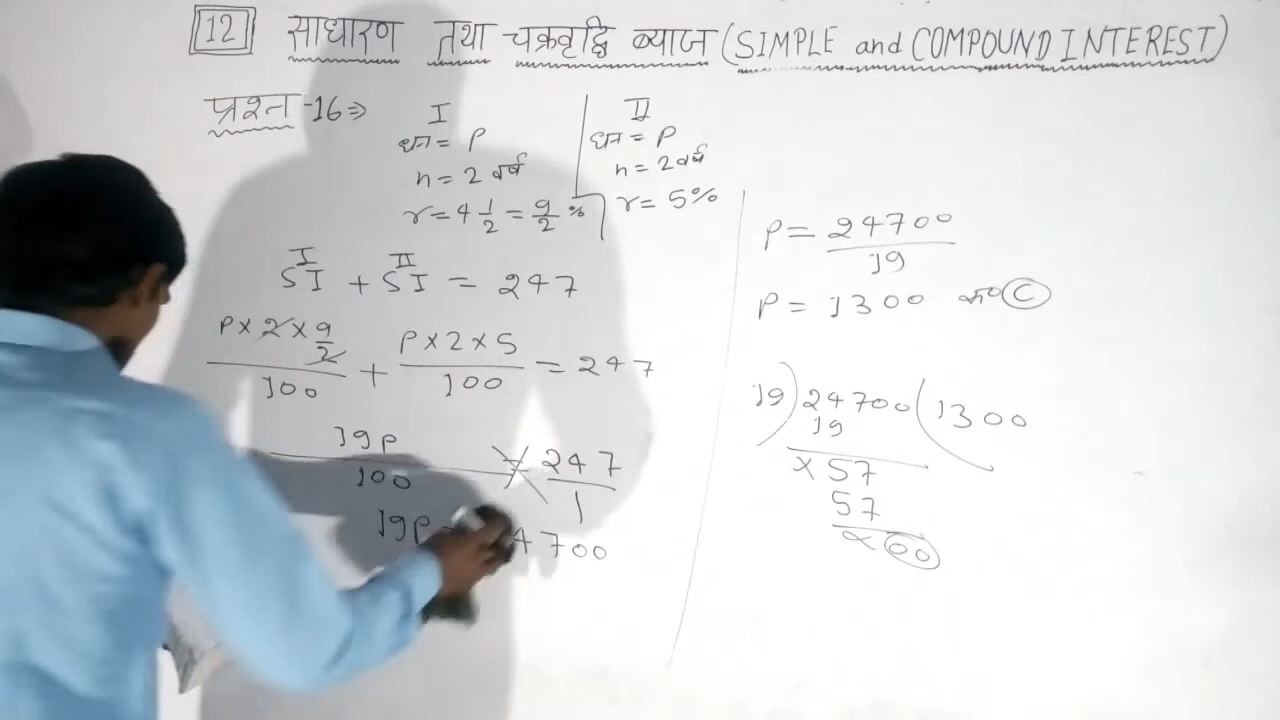 12 साधारण तथा चक्रवृद्धि ब्याज (SIMPLE and COMPOUND INTEREST)
प्रश्न -16 ⇒
I
धन = P
n = 2 वर्ष
r = 4 1/2 = 9/2 %
II
धन = P
n = 2 वर्ष
r = 5%
I II
SI + SI = 247
P×2×9/2 / 100 + P×2×5 / 100 = 247
19P / 100 = 247 / 1
19P 4700
P = 24700 / 19
P = 1300 रू० C
19) 24700 ( 1300
19
×57
57
×00